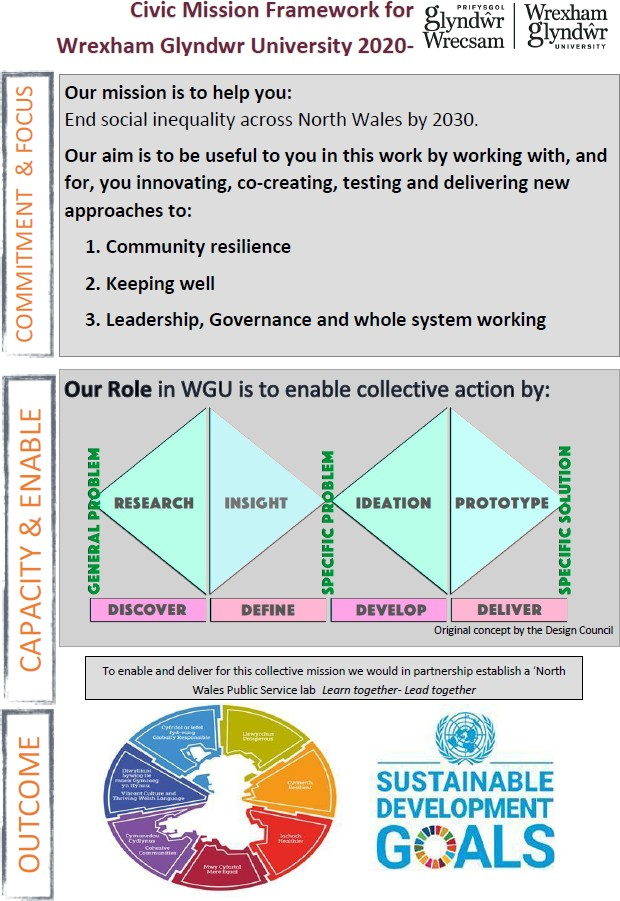 Civic Mission Framework for
Wrexham Glyndwr University 2020-
PRIFYSGOL
glyndŵr
Wrecsam
Wrexham
glyndŵr
UNIVERSITY
COMMITMENT & FOCUS
Our mission is to help you:
End social inequality across North Wales by 2030.
Our aim is to be useful to you in this work by working with, and
for, you innovating, co-creating, testing and delivering new
approaches to:
1. Community resilience
2. Keeping well
3. Leadership, Governance and whole system working
CAPACITY & ENABLE
Our Role in WGU is to enable collective action by:
GENERAL PROBLEM
RESEARCH
INSIGHT
SPECIFIC PROBLEM
IDEATION
PROTOTYPE
SPECIFIC SOLUTION
DISCOVER
DEFINE
DEVELOP
DELIVER
Original concept by the Design Council
To enable and deliver for this collective mission we would in partnership establish a ‘North
Wales Public Service lab Learn together- Lead together
OUTCOME
Globally Responsible
Llewyrchus
Prosperous
Cydnerth
Resilient
Iachach
Healthier
Mwy Cyfartal
More Equal
Cymunedau
Cydlynus
Cohesive
Communities
Vibrant Culture and
Thriving Welsh Language
SUSTAINABLE
DEVELOPMENT
GOALS